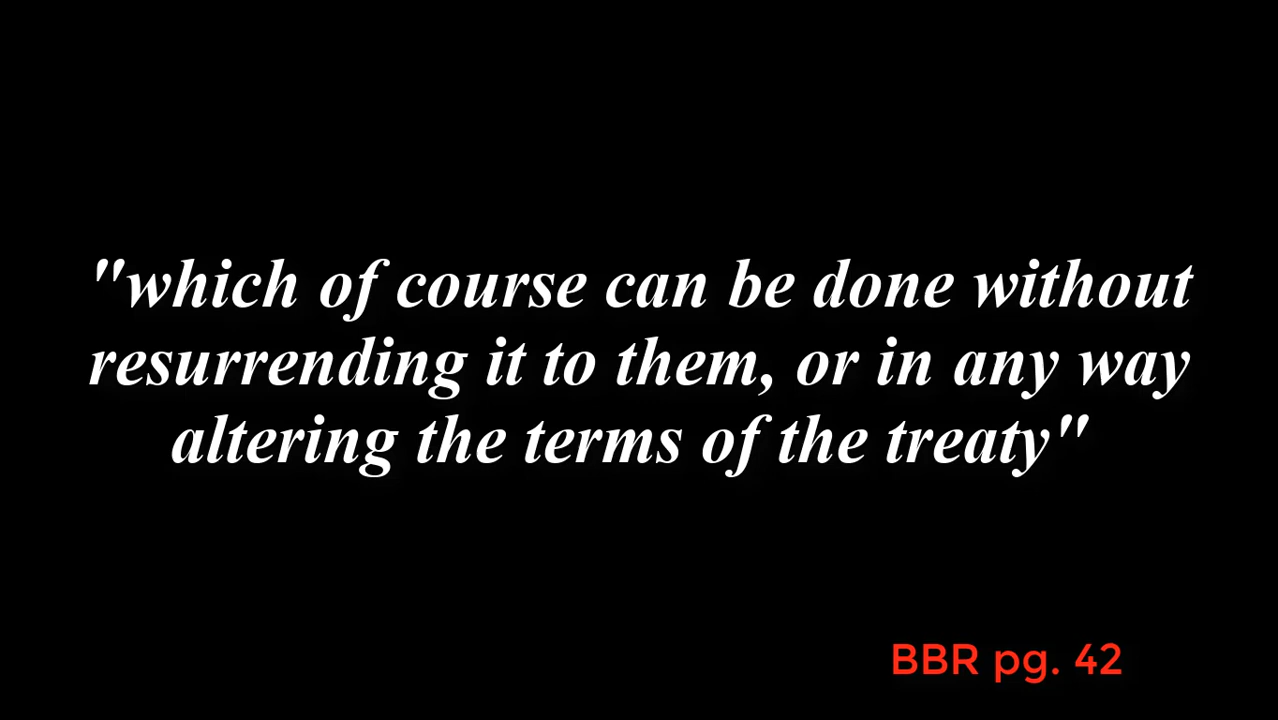 "which of course can be done without
resurrending it to them, or in any way
altering the terms of the treaty"
BBR pg. 42